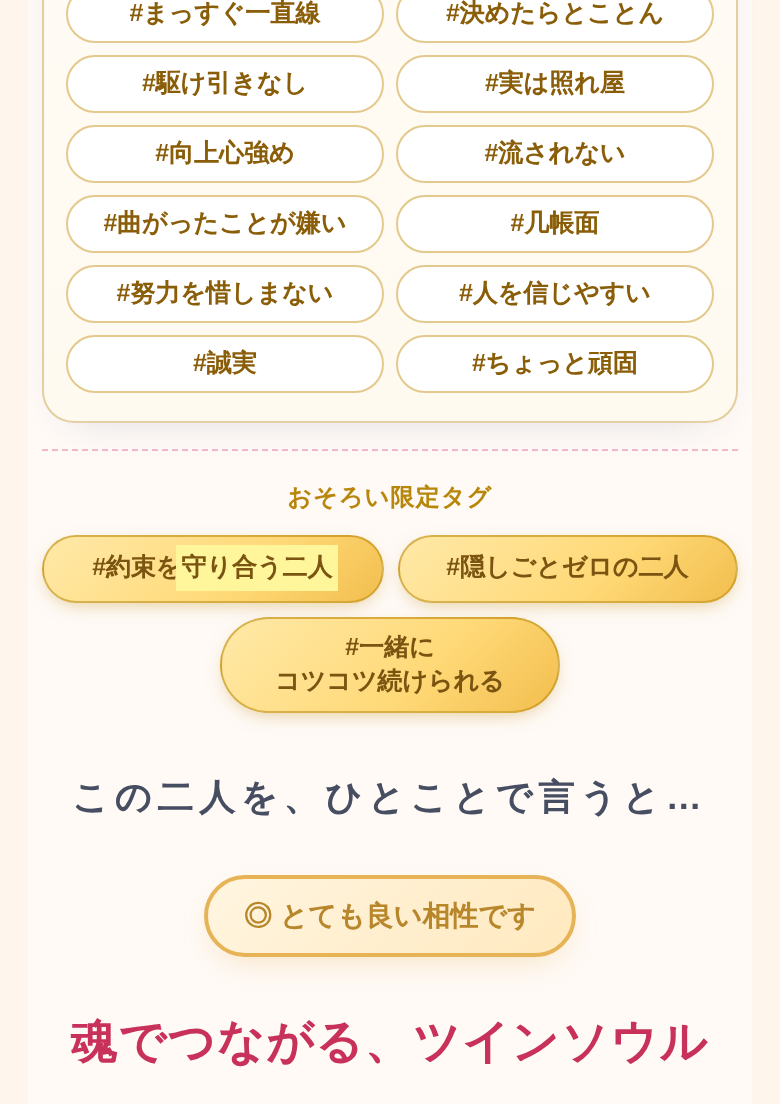 #まっすぐ一直線 #決めたらとことん
#駆け引きなし #実は照れ屋
#向上心強め #流されない
#曲がったことが嫌い #几帳面
#努力を惜しまない #人を信じやすい
#誠実 #ちょっと頑固
おそろい限定タグ
#約束を守り合う二人 #隠しごとゼロの二人
#一緒に
コツコツ続けられる
この二人を、ひとことで言うと…
◎ とても良い相性です
魂でつながる、ツインソウル